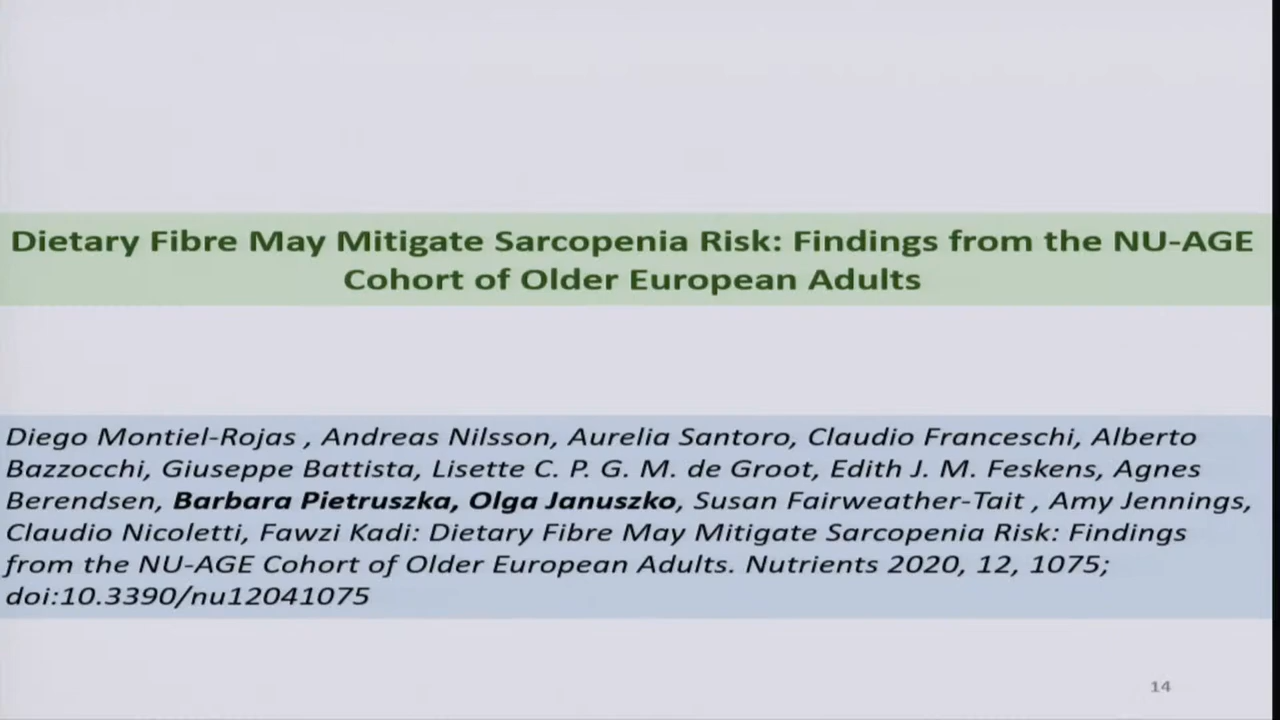 Dietary Fibre May Mitigate Sarcopenia Risk: Findings from the NU-AGE
Cohort of Older European Adults
Diego Montiel-Rojas , Andreas Nilsson, Aurelia Santoro, Claudio Franceschi, Alberto
Bazzocchi, Giuseppe Battista, Lisette C. P. G. M. de Groot, Edith J. M. Feskens, Agnes
Berendsen, Barbara Pietruszka, Olga Januszko, Susan Fairweather-Tait , Amy Jennings,
Claudio Nicoletti, Fawzi Kadi: Dietary Fibre May Mitigate Sarcopenia Risk: Findings
from the NU-AGE Cohort of Older European Adults. Nutrients 2020, 12, 1075;
doi:10.3390/nu12041075
14